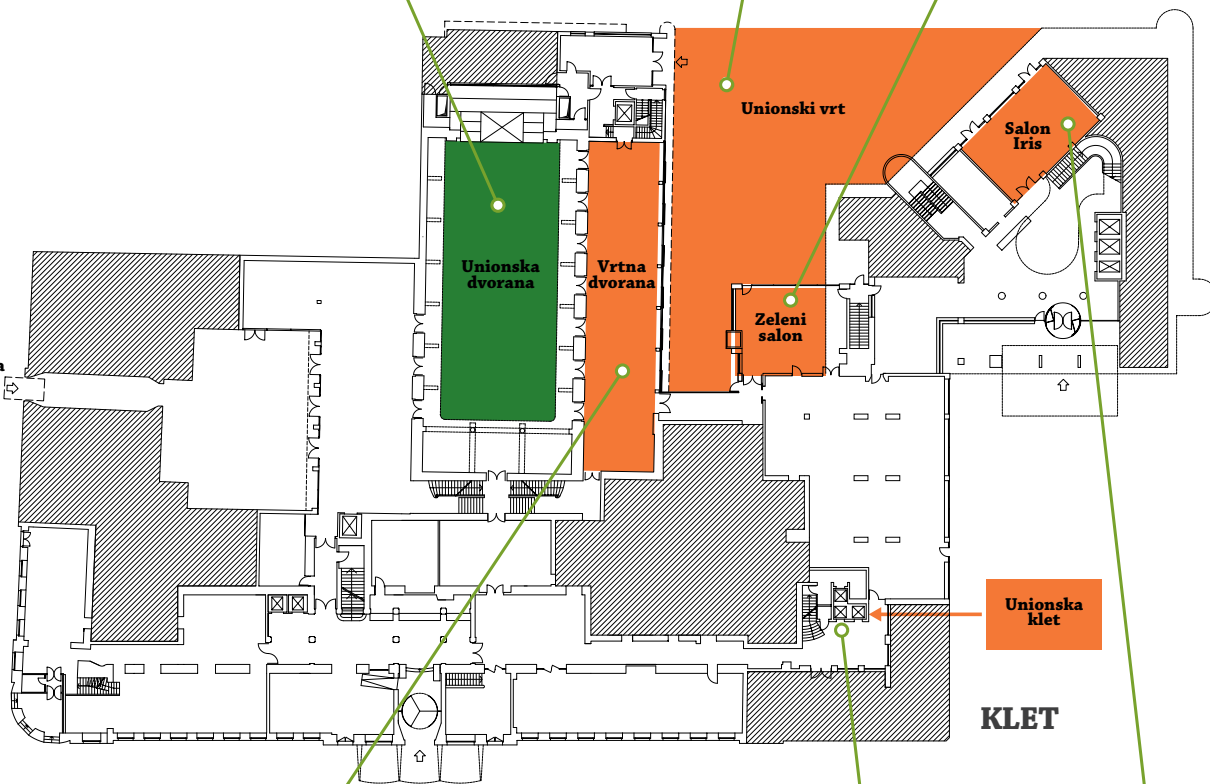 Unionski vrt
Salon
Iris
Unionska
dvorana
Vrtna
dvorana
Zeleni
salon
a
Unionska
klet
KLET